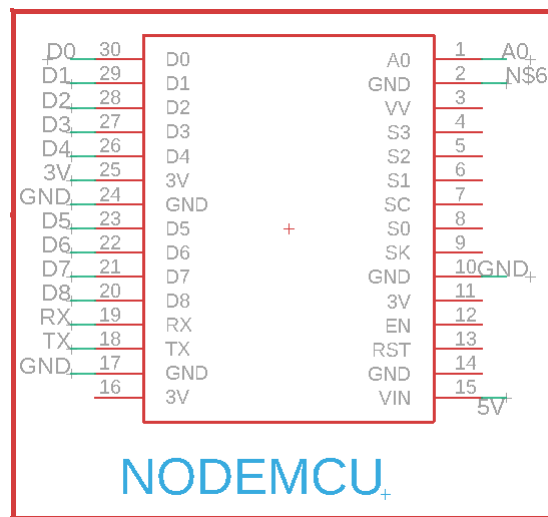 D0 30 D0 A0 1 A0
D1 29 D1 GND 2 N$6
D2 28 D2 VV 3
D3 27 D3 S3 4
D4 26 D4 S2 5
3V 25 3V S1 6
GND 24 GND SC 7
D5 23 D5 S0 8
D6 22 D6 SK 9
D7 21 D7 GND 10 GND
D8 20 D8 3V 11
RX 19 RX EN 12
TX 18 TX RST 13
GND 17 GND GND 14
16 3V VIN 15 5V
NODEMCU